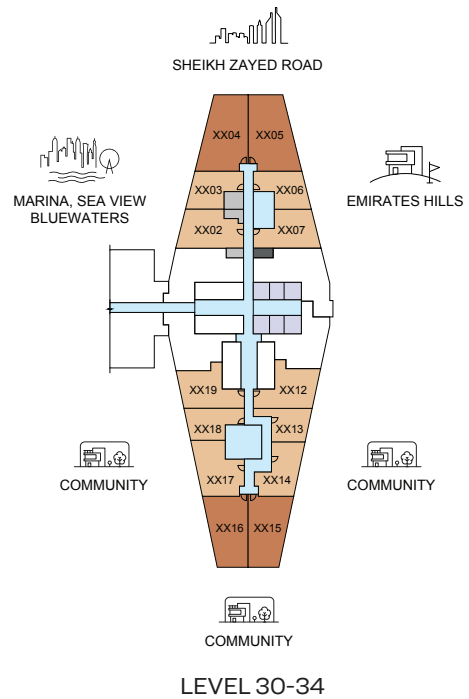 SHEIKH ZAYED ROAD
XX04
XX05
MARINA, SEA VIEW
BLUEWATERS
XX03
XX06
EMIRATES HILLS
XX02
XX07
XX19
XX12
XX18
XX13
COMMUNITY
XX17
XX14
COMMUNITY
XX16
XX15
COMMUNITY
LEVEL 30-34